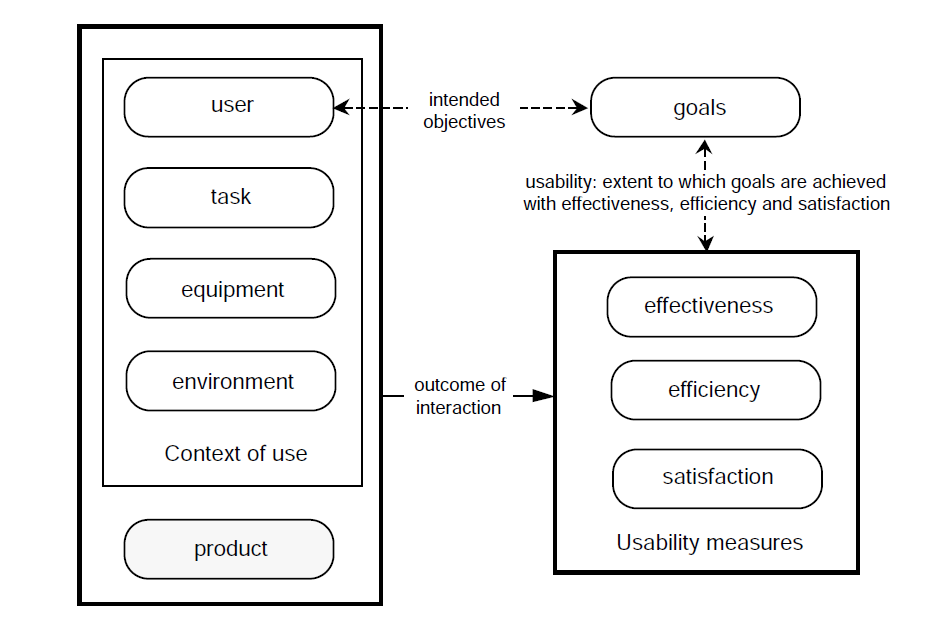 user
task
equipment
environment
Context of use
product
intended
objectives
goals
usability: extent to which goals are achieved
with effectiveness, efficiency and satisfaction
outcome of
interaction
effectiveness
efficiency
satisfaction
Usability measures